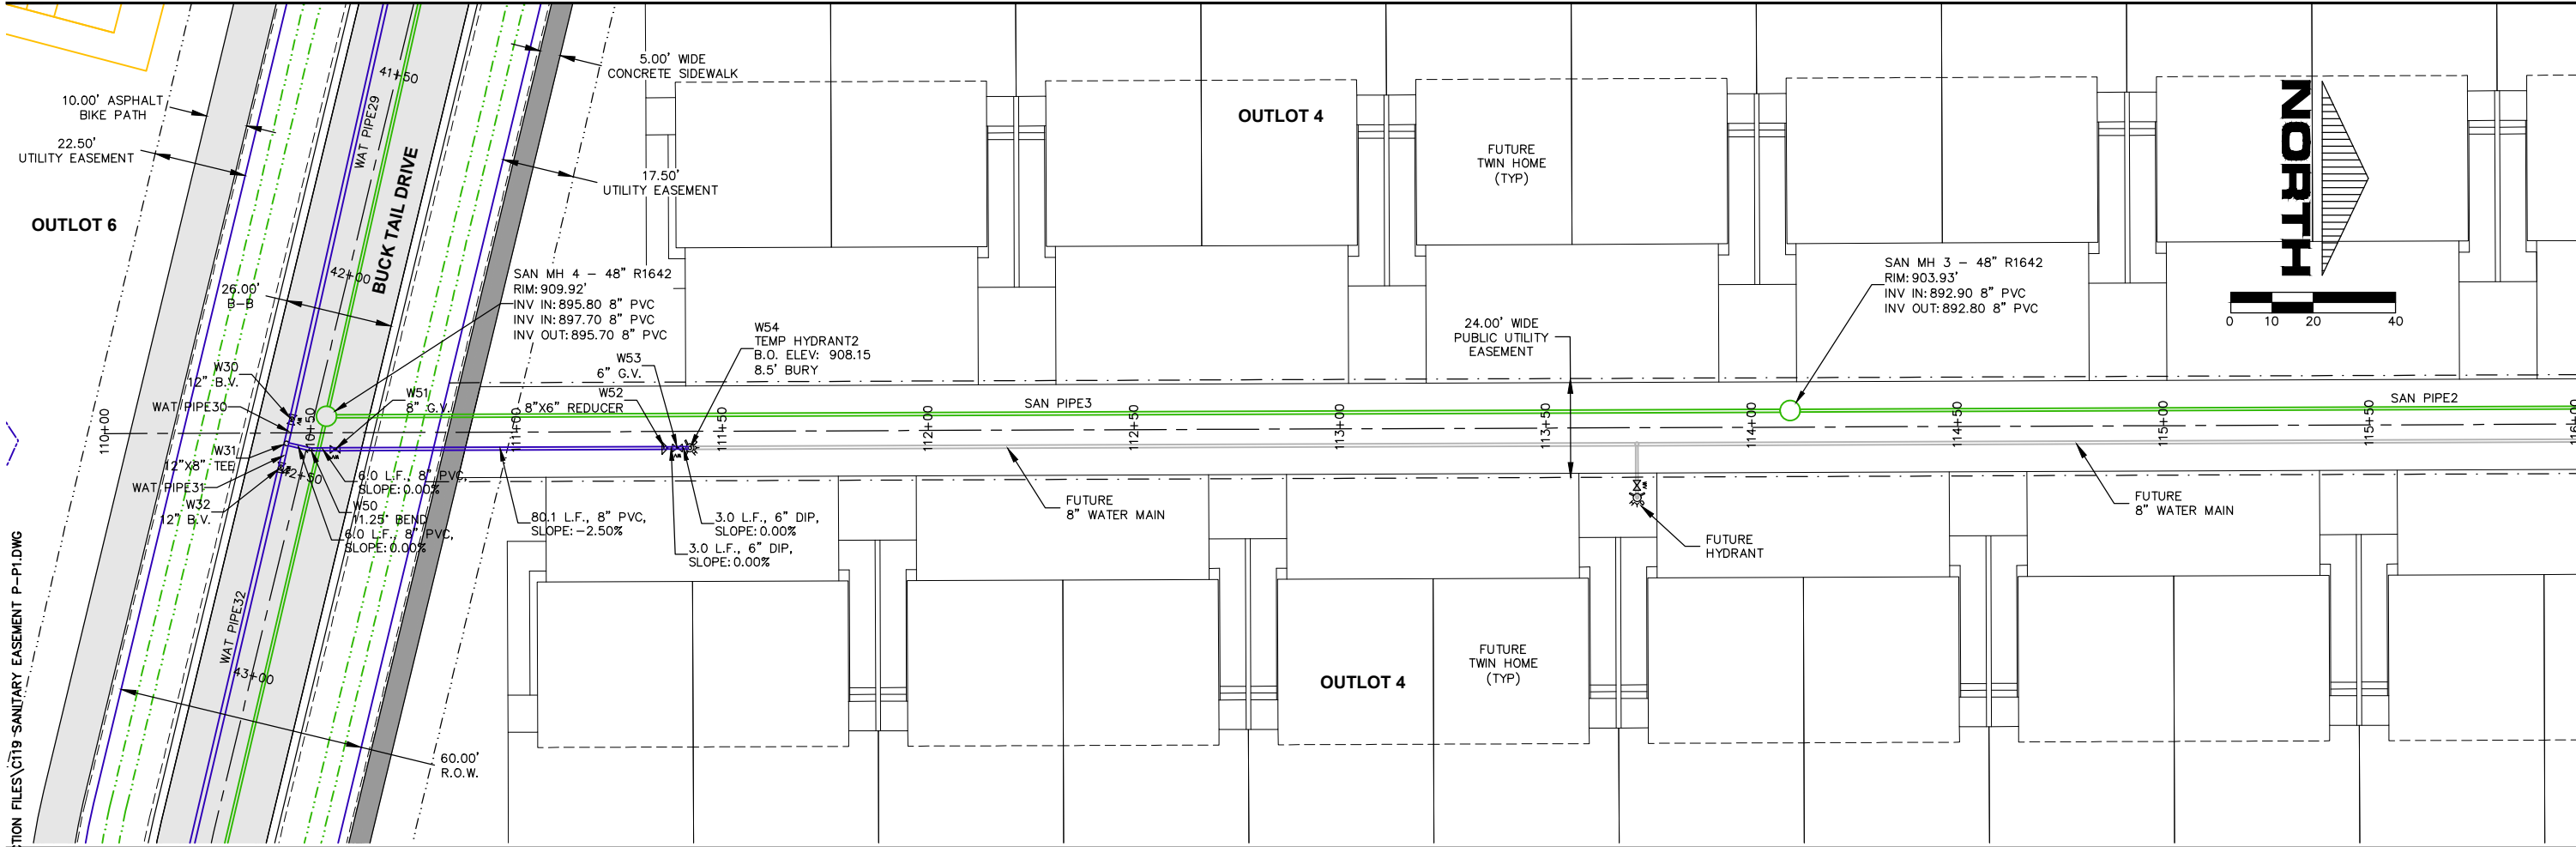 5.00' WIDE
CONCRETE SIDEWALK
41+50
10.00' ASPHALT
BIKE PATH
22.50'
UTILITY EASEMENT
WAT PIPE29
BUCK TAIL DRIVE
17.50'
UTILITY EASEMENT
OUTLOT 6
OUTLOT 4
FUTURE
TWIN HOME
(TYP)
NORTH
0 10 20 40
42+00
26.00'
B-B
SAN MH 4 - 48" R1642
RIM: 909.92'
INV IN: 895.80 8" PVC
INV IN: 897.70 8" PVC
INV OUT: 895.70 8" PVC
SAN MH 3 - 48" R1642
RIM: 903.93'
INV IN: 892.90 8" PVC
INV OUT: 892.80 8" PVC
W54
TEMP HYDRANT2
B.O. ELEV: 908.15
8.5' BURY
24.00' WIDE
PUBLIC UTILITY
EASEMENT
W53
6" G.V.
W30
12" B.V.
W51
8" G.V.
W52
8"X6" REDUCER
WAT PIPE30
SAN PIPE3
SAN PIPE2
110+00
110+50
111+00
111+50
112+00
112+50
113+00
113+50
114+00
114+50
115+00
115+50
116+00
W31
12"X8" TEE
WAT PIPE31
42+50
6.0 L.F., 8" PVC,
SLOPE: 0.00%
W32
12" B.V.
W50
11.25° BEND
6.0 L.F., 8" PVC,
SLOPE: 0.00%
80.1 L.F., 8" PVC,
SLOPE: -2.50%
3.0 L.F., 6" DIP,
SLOPE: 0.00%
3.0 L.F., 6" DIP,
SLOPE: 0.00%
FUTURE
8" WATER MAIN
FUTURE
HYDRANT
FUTURE
8" WATER MAIN
WAT PIPE32
43+00
OUTLOT 4
FUTURE
TWIN HOME
(TYP)
60.00'
R.O.W.
CTION FILES\C119 SANITARY EASEMENT P-P1.DWG